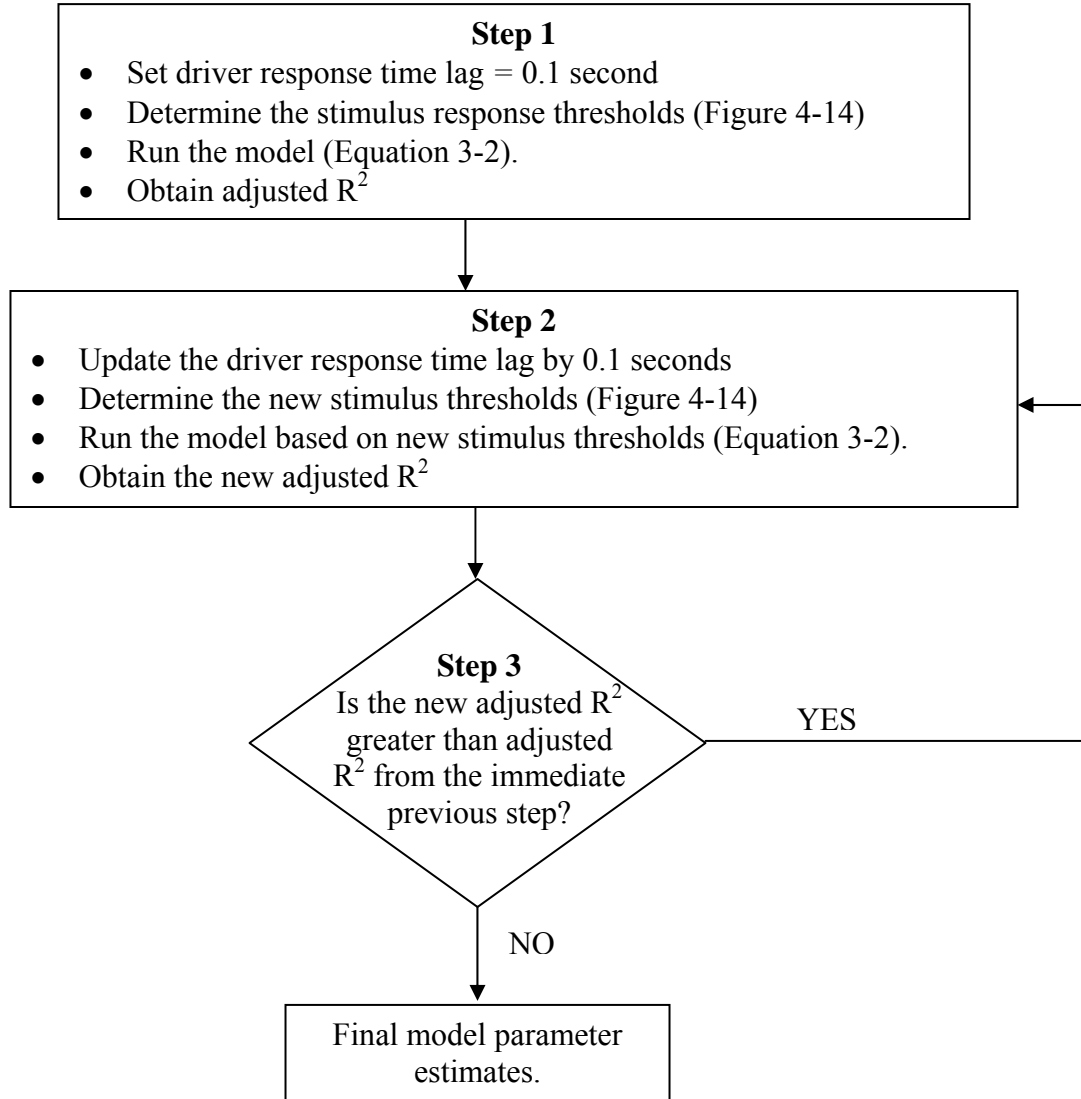 Step 1
• Set driver response time lag = 0.1 second
• Determine the stimulus response thresholds (Figure 4-14)
• Run the model (Equation 3-2).
• Obtain adjusted R²
Step 2
• Update the driver response time lag by 0.1 seconds
• Determine the new stimulus thresholds (Figure 4-14)
• Run the model based on new stimulus thresholds (Equation 3-2).
• Obtain the new adjusted R²
Step 3
Is the new adjusted R²
greater than adjusted
R² from the immediate
previous step?
YES
NO
Final model parameter
estimates.